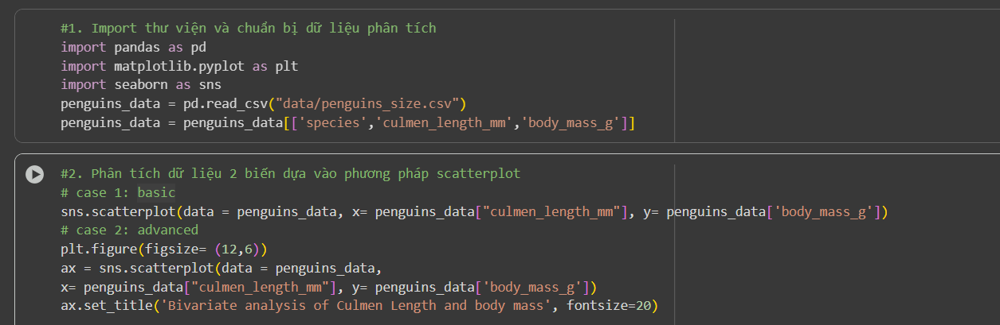 #1. Import thư viện và chuẩn bị dữ liệu phân tích
import pandas as pd
import matplotlib.pyplot as plt
import seaborn as sns
penguins_data = pd.read_csv("data/penguins_size.csv")
penguins_data = penguins_data[['species','culmen_length_mm','body_mass_g']]
#2. Phân tích dữ liệu 2 biến dựa vào phương pháp scatterplot
# case 1: basic
sns.scatterplot(data = penguins_data, x= penguins_data["culmen_length_mm"], y= penguins_data['body_mass_g'])
# case 2: advanced
plt.figure(figsize= (12,6))
ax = sns.scatterplot(data = penguins_data,
x= penguins_data["culmen_length_mm"], y= penguins_data['body_mass_g'])
ax.set_title('Bivariate analysis of Culmen Length and body mass', fontsize=20)